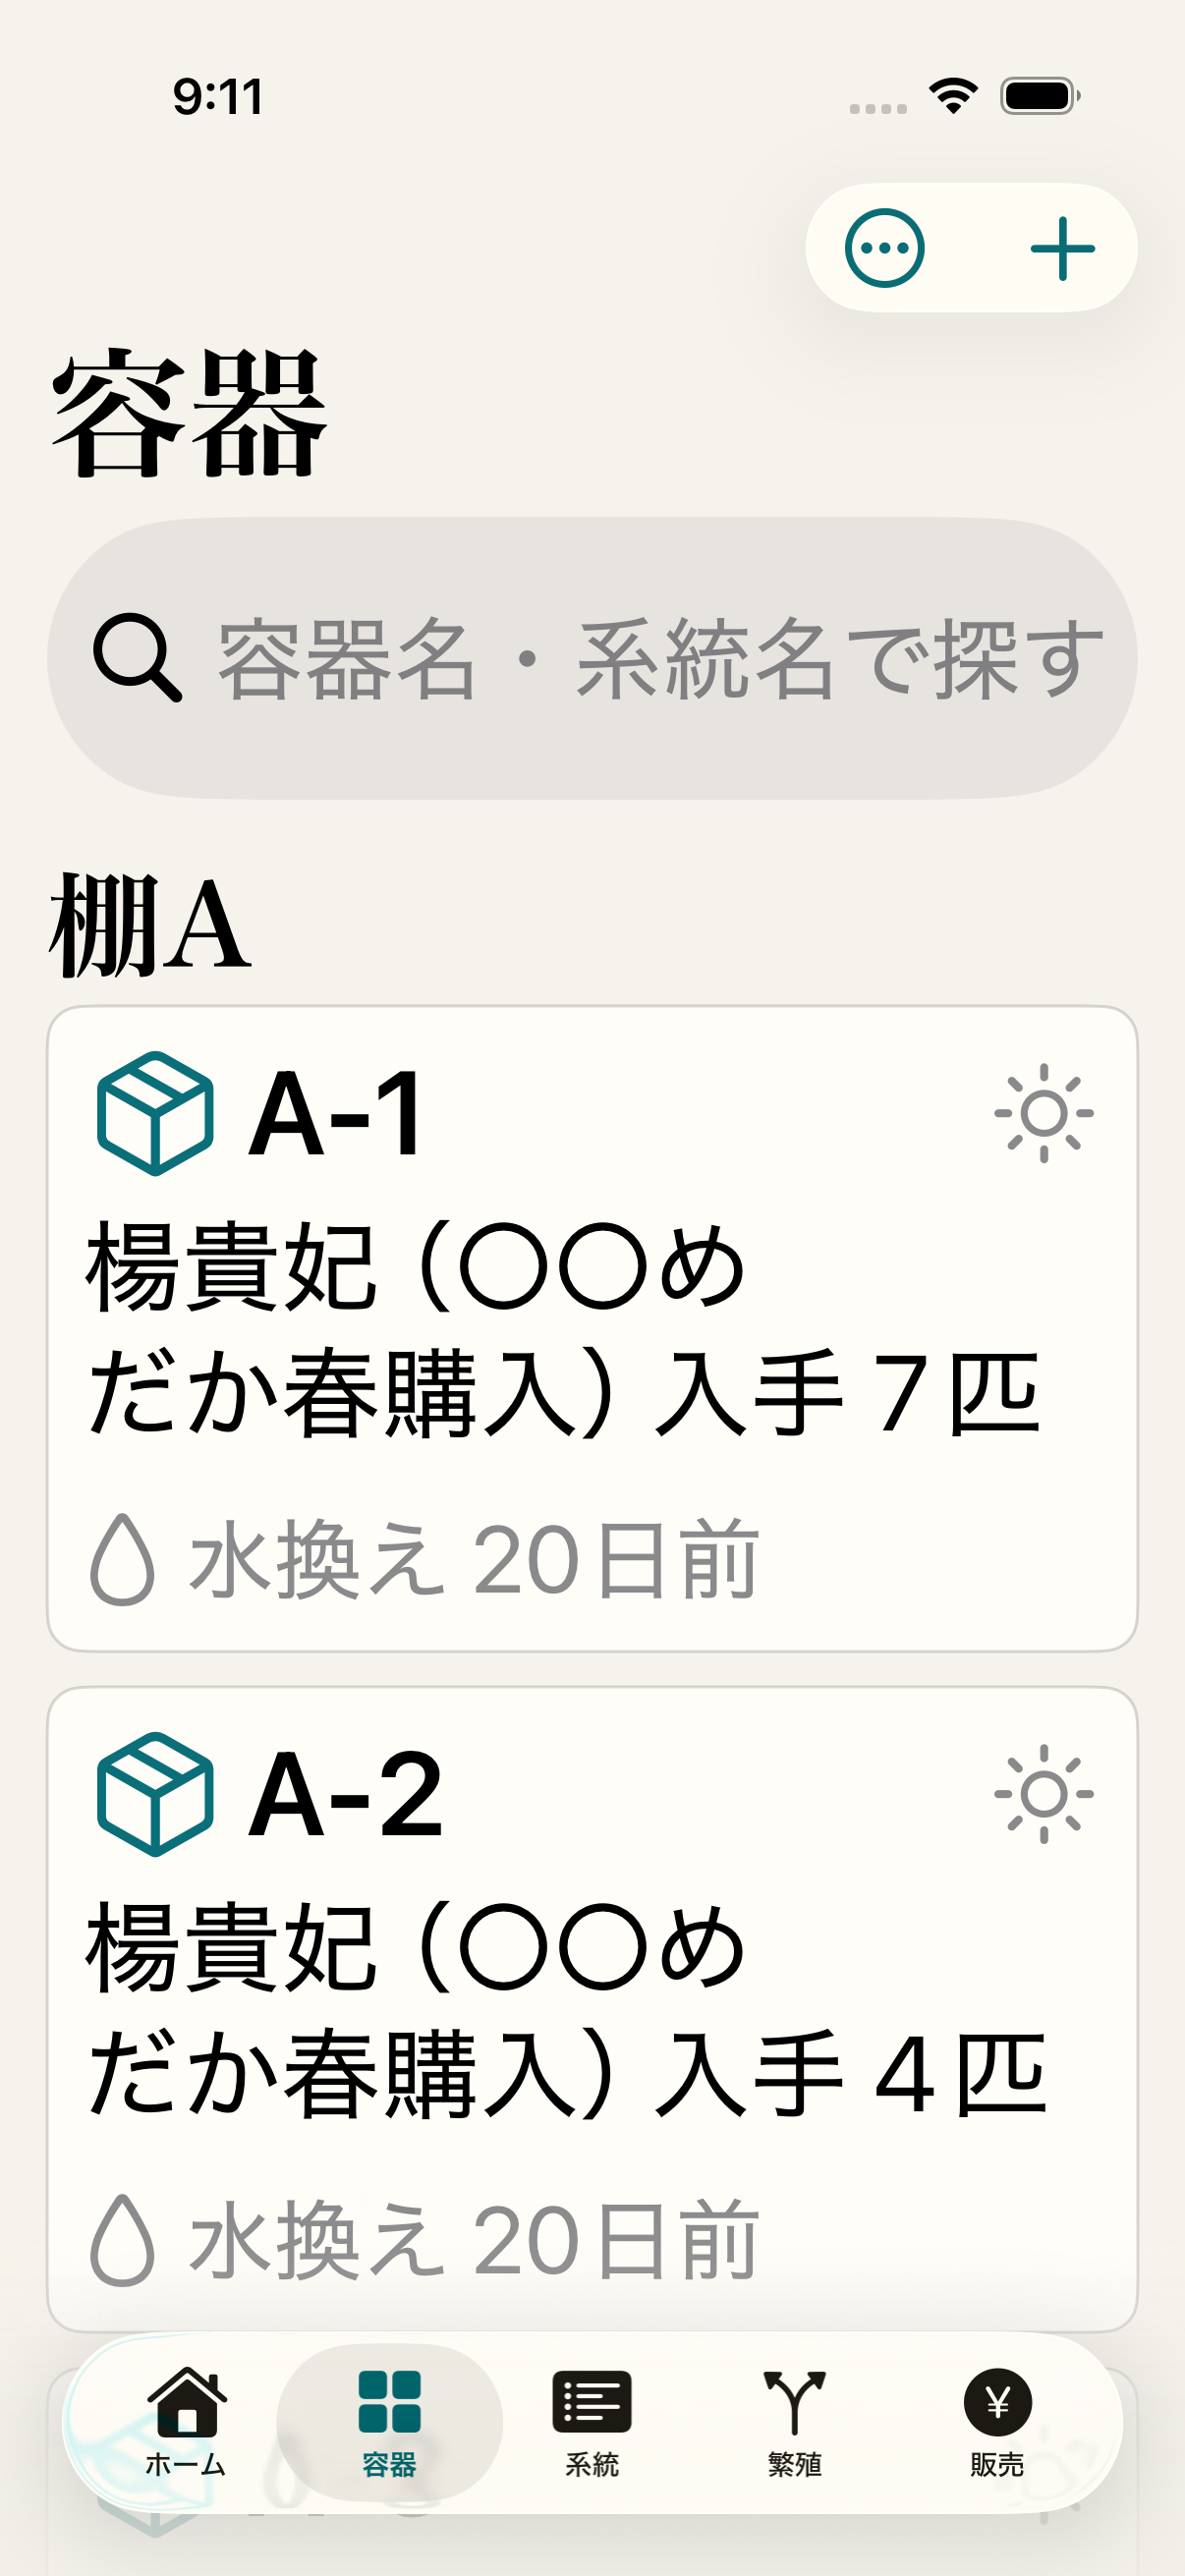 9:11
容器
容器名・系統名で探す
棚A
A-1
楊貴妃（〇〇め
だか春購入）入手 7 匹
水換え 20日前
A-2
楊貴妃（〇〇め
だか春購入）入手 4 匹
水換え 20日前
ホーム
容器
系統
繁殖
販売